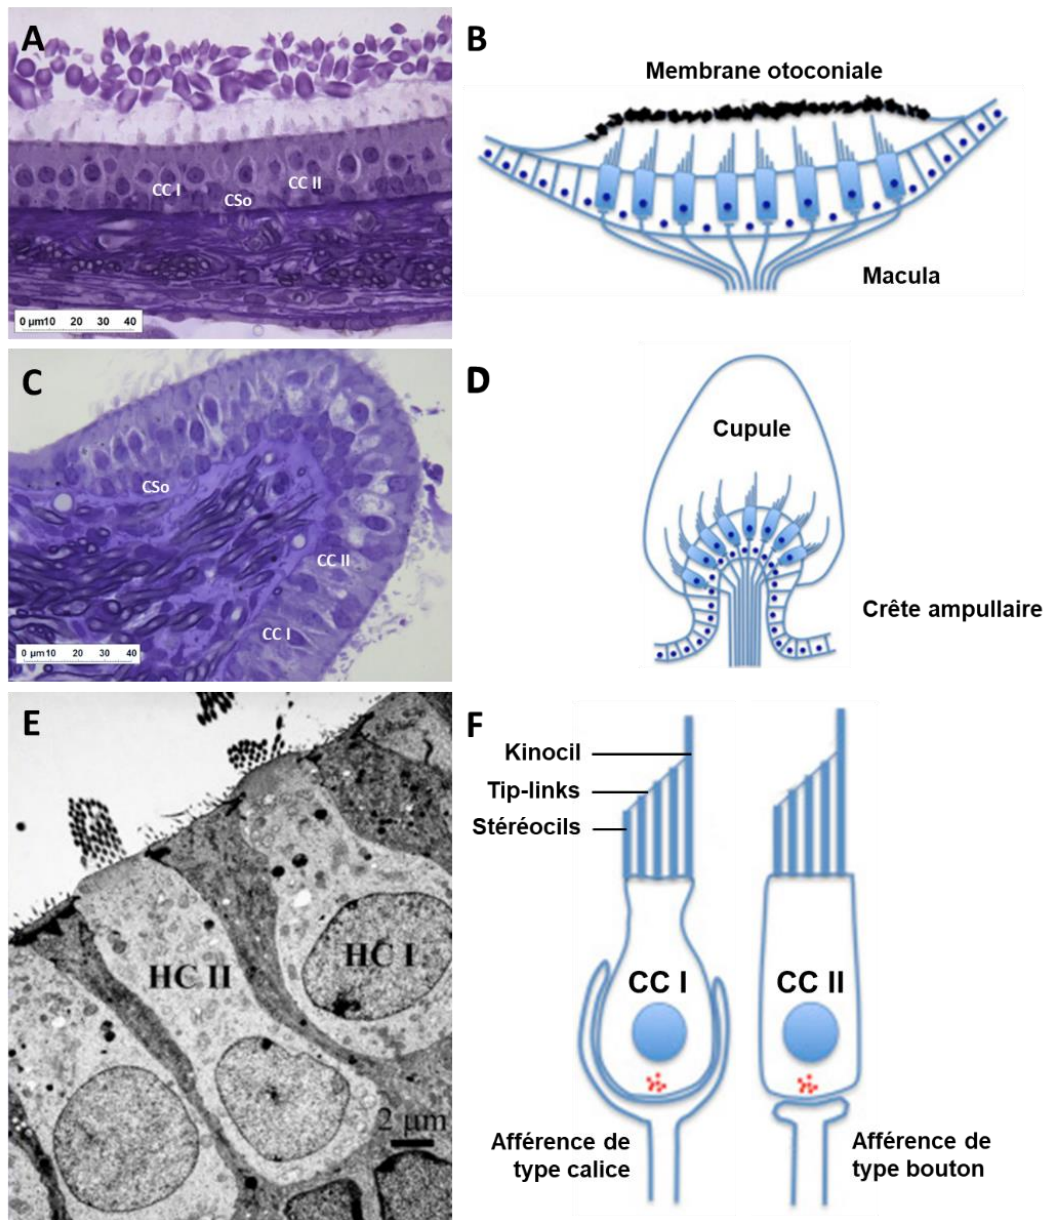 A
CC I
CC II
CSo
0 µm10 20 30 40
B
Membrane otoconiale
Macula
C
CSo
CC II
CC I
0 µm10 20 30 40
D
Cupule
Crête ampullaire
E
HC I
HC II
2 µm
F
Kinocil
Tip-links
Stéréocils
CC I
CC II
Afférence de
type calice
Afférence de
type bouton